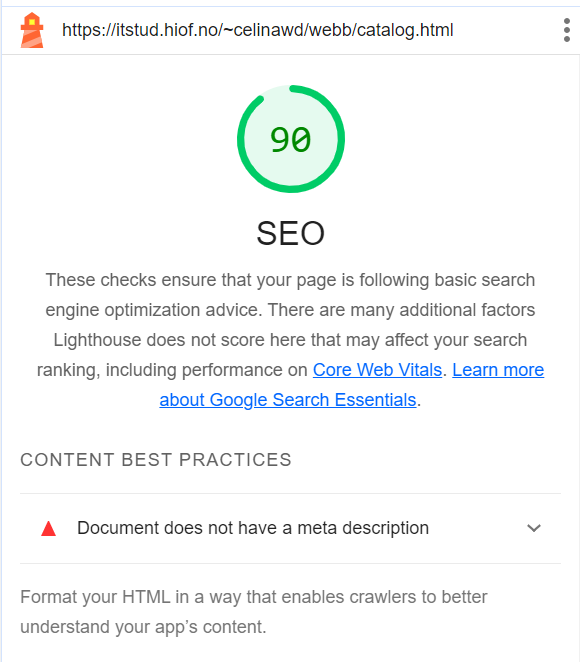 https://itstud.hiof.no/~celinawd/webb/catalog.html
90
SEO
These checks ensure that your page is following basic search
engine optimization advice. There are many additional factors
Lighthouse does not score here that may affect your search
ranking, including performance on Core Web Vitals. Learn more
about Google Search Essentials.
CONTENT BEST PRACTICES
Document does not have a meta description
Format your HTML in a way that enables crawlers to better
understand your app’s content.